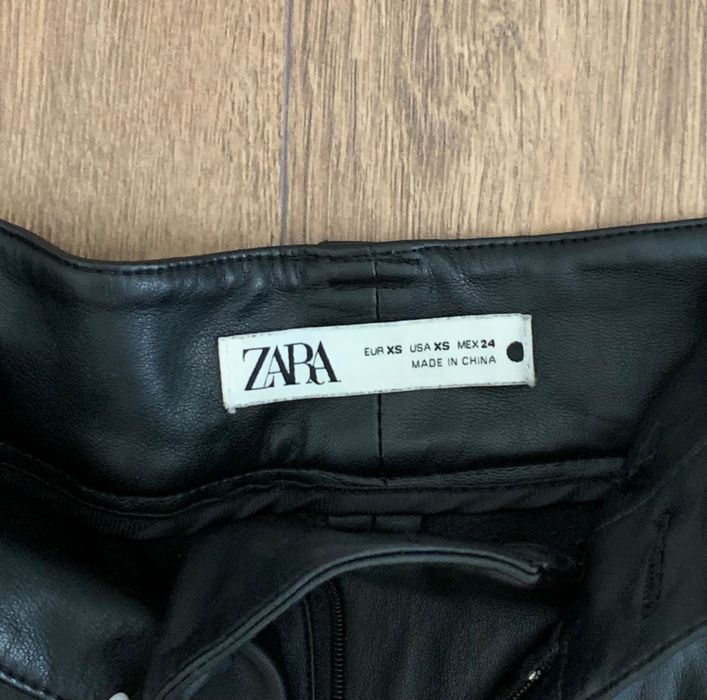 ZARA
EUR XS USA XS MEX 24
MADE IN CHINA